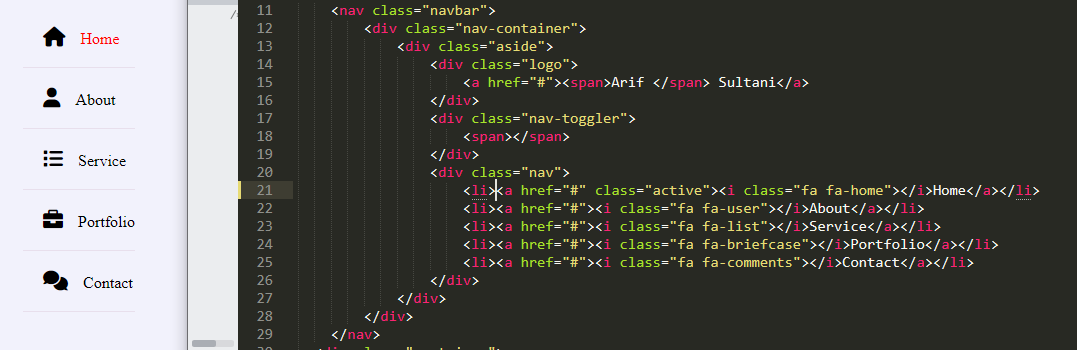 Home
About
Service
Portfolio
Contact
11 <nav class="navbar">
12 <div class="nav-container">
13 <div class="aside">
14 <div class="logo">
15 <a href="#"><span>Arif </span> Sultani</a>
16 </div>
17 <div class="nav-toggler">
18 <span></span>
19 </div>
20 <div class="nav">
21 <li><a href="#" class="active"><i class="fa fa-home"></i>Home</a></li>
22 <li><a href="#"><i class="fa fa-user"></i>About</a></li>
23 <li><a href="#"><i class="fa fa-list"></i>Service</a></li>
24 <li><a href="#"><i class="fa fa-briefcase"></i>Portfolio</a></li>
25 <li><a href="#"><i class="fa fa-comments"></i>Contact</a></li>
26 </div>
27 </div>
28 </div>
29 </nav>